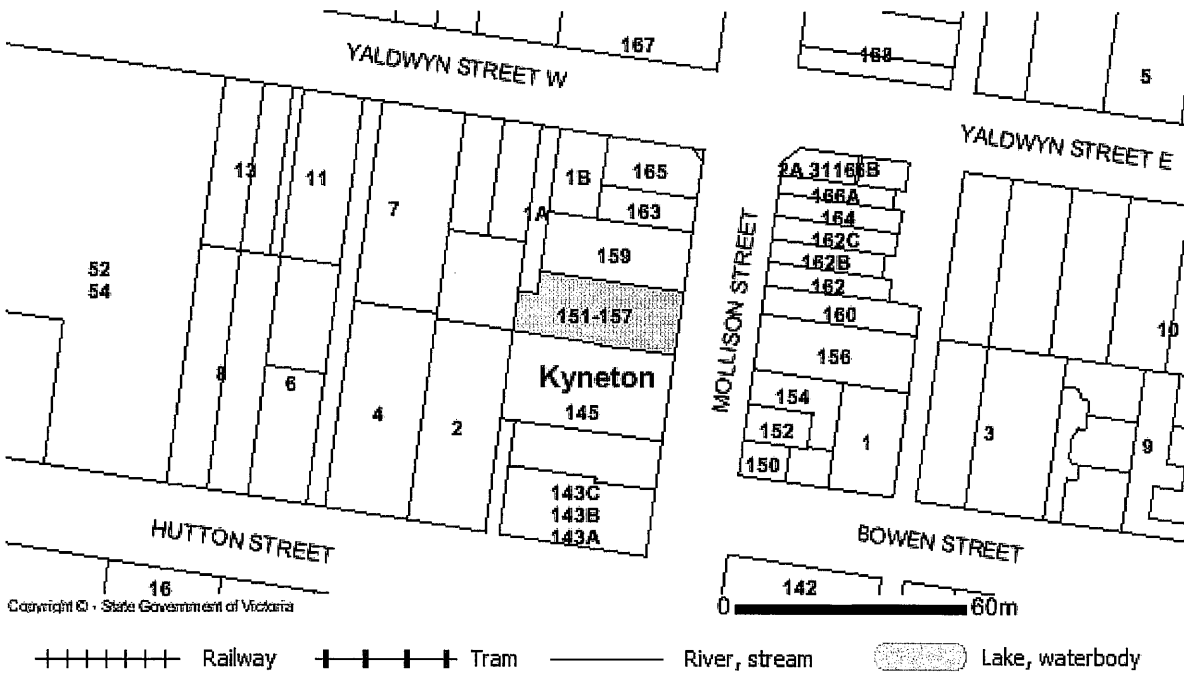 167
168
5
YALDWYN STREET W
YALDWYN STREET E
13
11
7
1A
1B
165
163
159
151-157
Kyneton
145
143C
143B
143A
52
54
8
6
4
2
MOLLISON STREET
166A
164
162C
162B
162
160
156
154
152
150
1
3
10
9
HUTTON STREET
BOWEN STREET
16
142
Copyright © - State Government of Victoria
0
60m
Railway
Tram
River, stream
Lake, waterbody